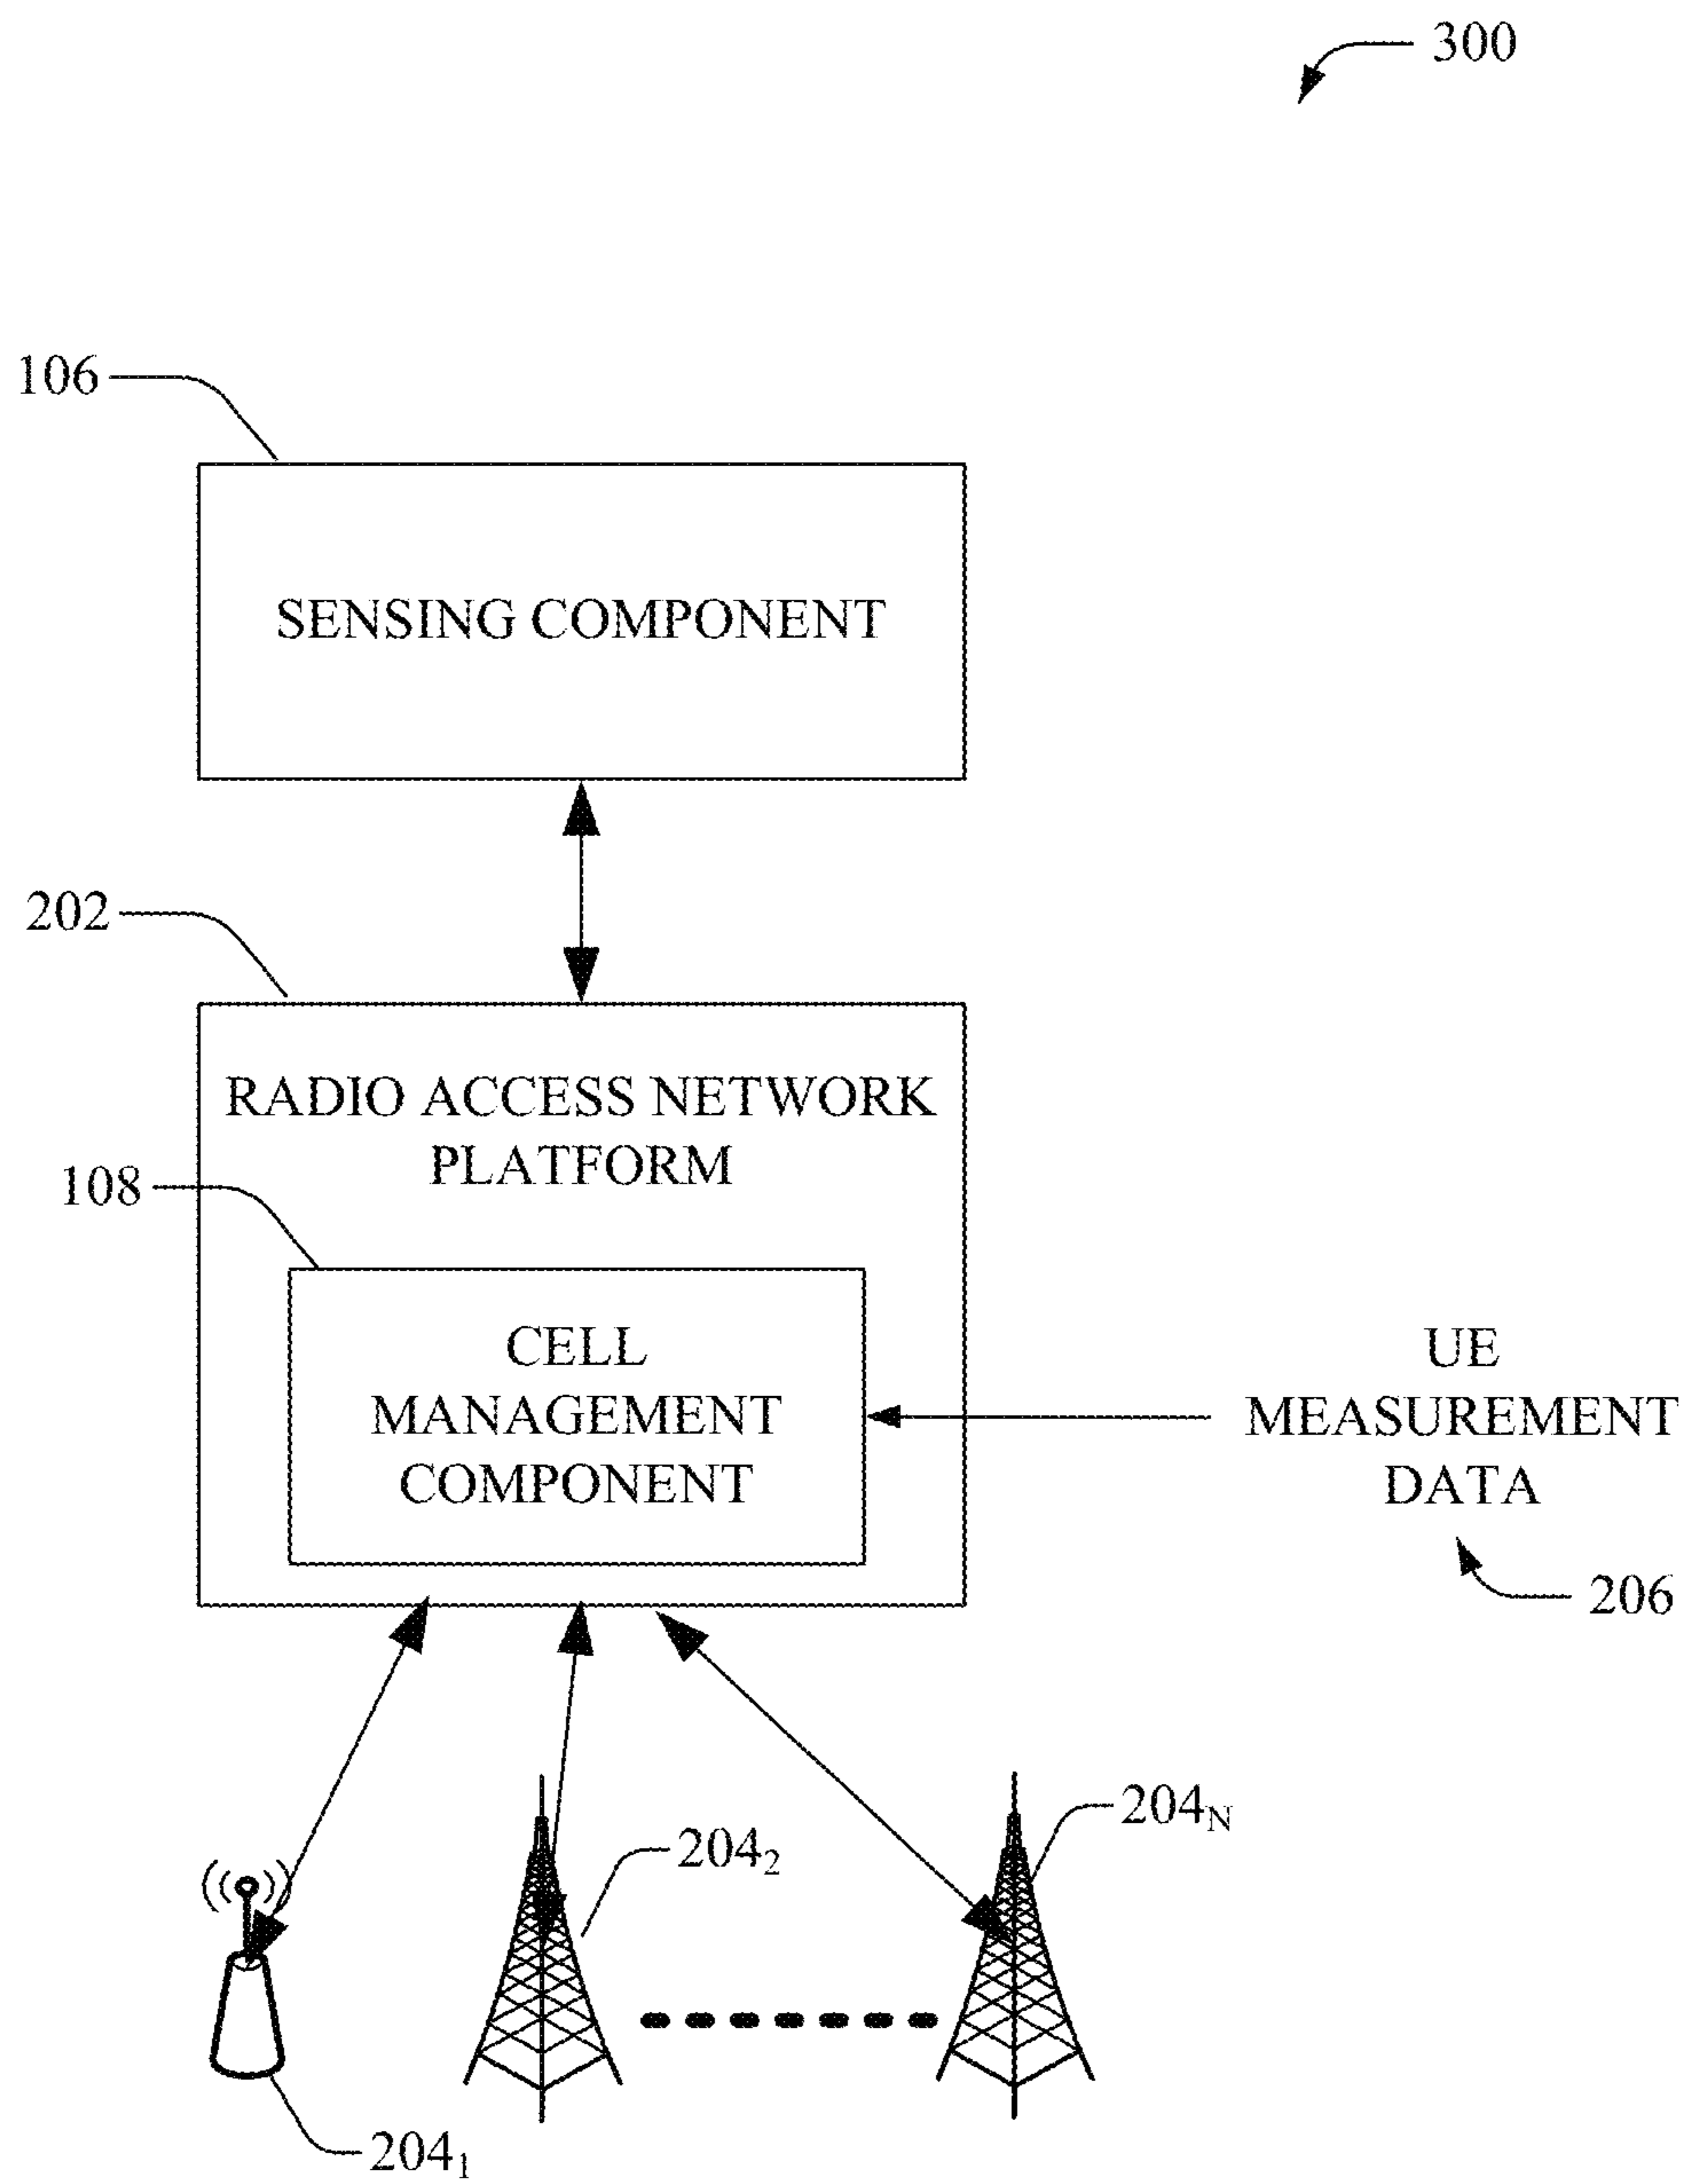 300
106
SENSING COMPONENT
202
RADIO ACCESS NETWORK
PLATFORM
108
CELL
MANAGEMENT
COMPONENT
UE
MEASUREMENT
DATA
206
204N
2042
2041